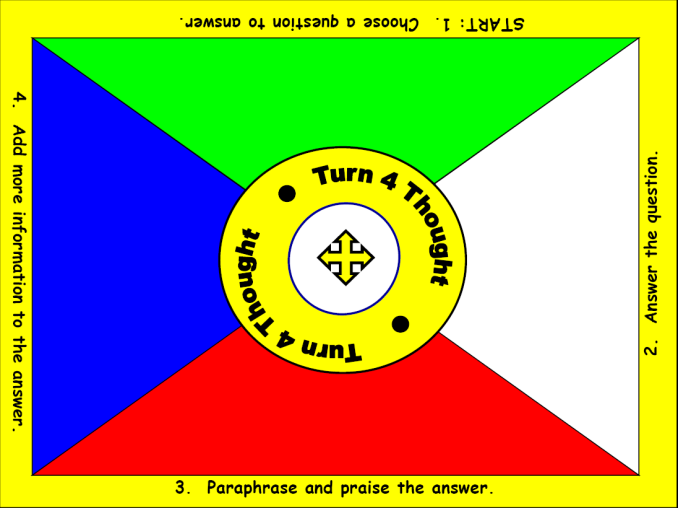 START: 1. Choose a question to answer.
2. Answer the question.
3. Paraphrase and praise the answer.
4. Add more information to the answer.
Turn 4 Thought
Turn 4 Thought